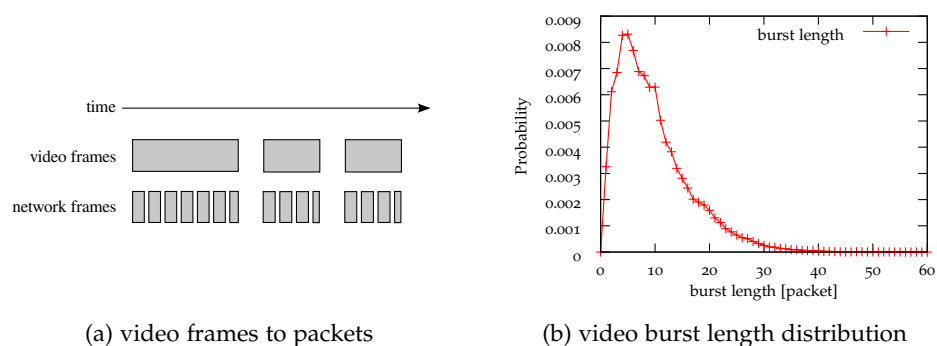 time
video frames
network frames
(a) video frames to packets
0.009
0.008
0.007
0.006
0.005
0.004
0.003
0.002
0.001
0
Probability
burst length
0 10 20 30 40 50 60
burst length [packet]
(b) video burst length distribution